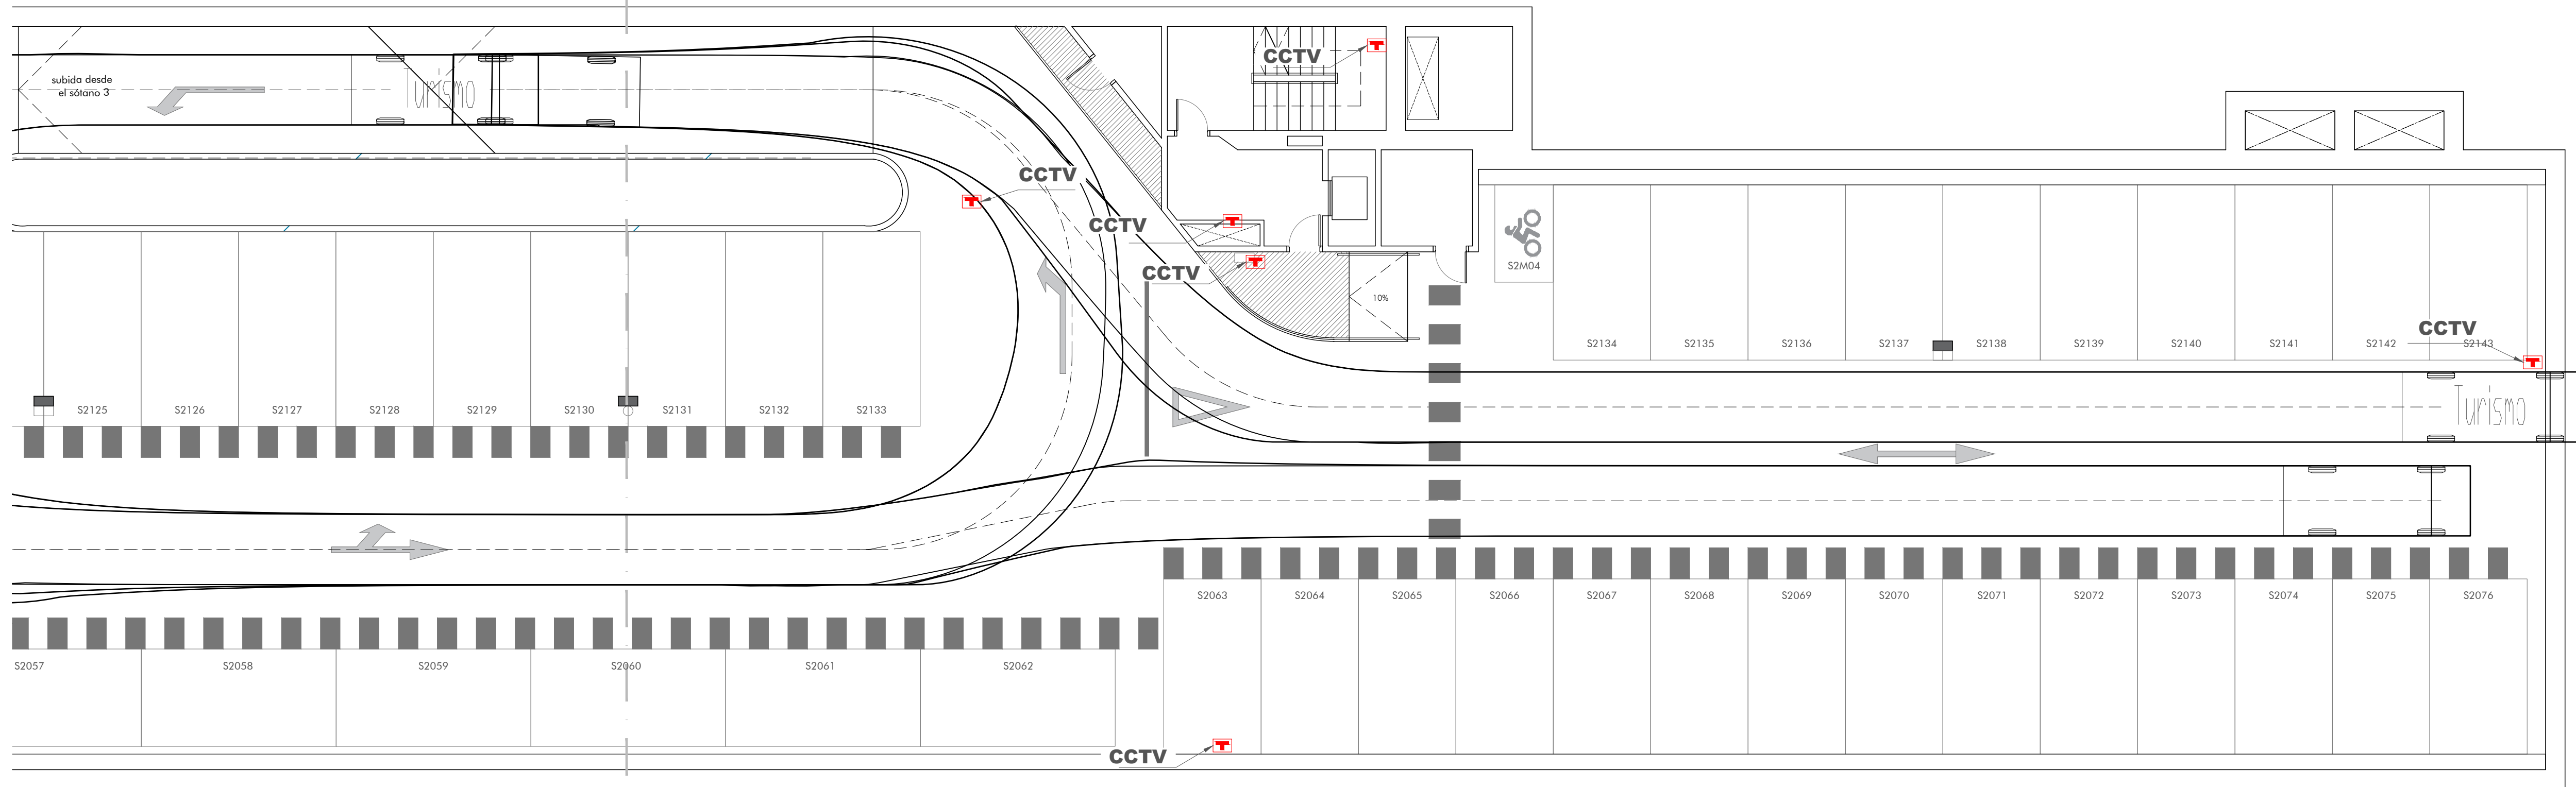 CCTV
subida desde
el sótano 3
Turismo
CCTV
CCTV
CCTV
S2M04
10%
CCTV
S2134
S2135
S2136
S2137
S2138
S2139
S2140
S2141
S2142
S2143
S2125
S2126
S2127
S2128
S2129
S2130
S2131
S2132
S2133
Turismo
S2063
S2064
S2065
S2066
S2067
S2068
S2069
S2070
S2071
S2072
S2073
S2074
S2075
S2076
S2057
S2058
S2059
S2060
S2061
S2062
CCTV